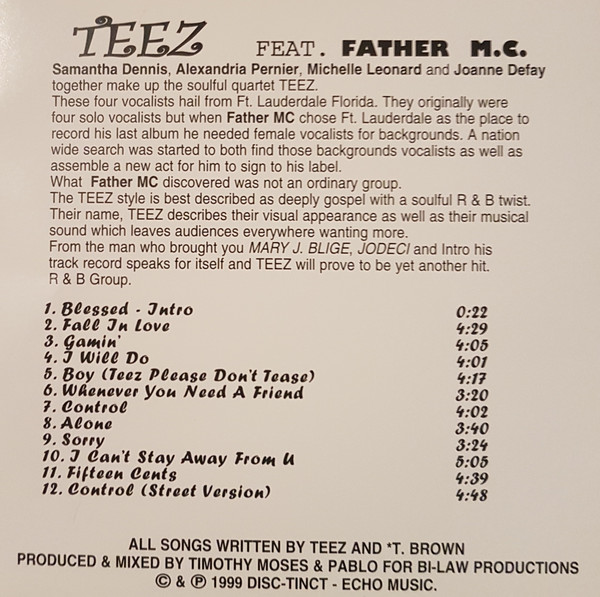 TEEZ FEAT. FATHER M.C.
Samantha Dennis, Alexandria Pernier, Michelle Leonard and Joanne Defay
together make up the soulful quartet TEEZ.
These four vocalists hail from Ft. Lauderdale Florida. They originally were
four solo vocalists but when Father MC chose Ft. Lauderdale as the place to
record his last album he needed female vocalists for backgrounds. A nation
wide search was started to both find those backgrounds vocalists as well as
assemble a new act for him to sign to his label.
What Father MC discovered was not an ordinary group.
The TEEZ style is best described as deeply gospel with a soulful R & B twist.
Their name, TEEZ describes their visual appearance as well as their musical
sound which leaves audiences everywhere wanting more.
From the man who brought you MARY J. BLIGE, JODECI and Intro his
track record speaks for itself and TEEZ will prove to be yet another hit.
R & B Group.
1. Blessed - Intro 0:22
2. Fall In Love 4:29
3. Gamin' 4:05
4. I Will Do 4:01
5. Boy (Teez Please Don't Tease) 4:17
6. Whenever You Need A Friend 3:20
7. Control 4:02
8. Alone 3:40
9. Sorry 3:24
10. I Can't Stay Away From U 5:05
11. Fifteen Cents 4:39
12. Control (Street Version) 4:48
ALL SONGS WRITTEN BY TEEZ AND *T. BROWN
PRODUCED & MIXED BY TIMOTHY MOSES & PABLO FOR BI-LAW PRODUCTIONS
© & ℗ 1999 DISC-TINCT - ECHO MUSIC.